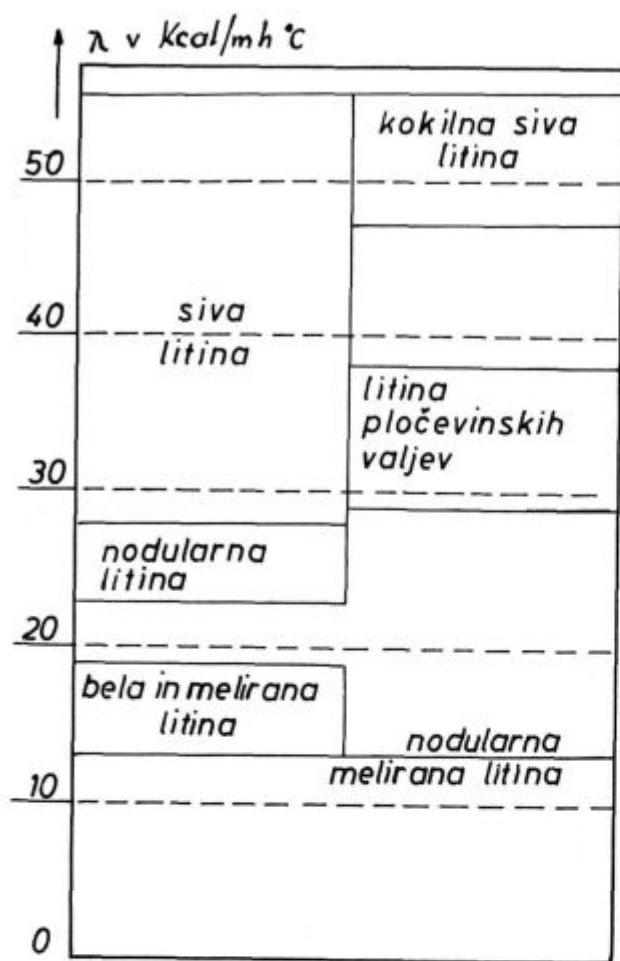 λ v Kcal/mh°C
kokilna siva
litina
50
siva
40
litina
litina
pločevinskih
valjev
30
nodularna
litina
20
bela in melirana
litina
nodularna
10
melirana litina
0